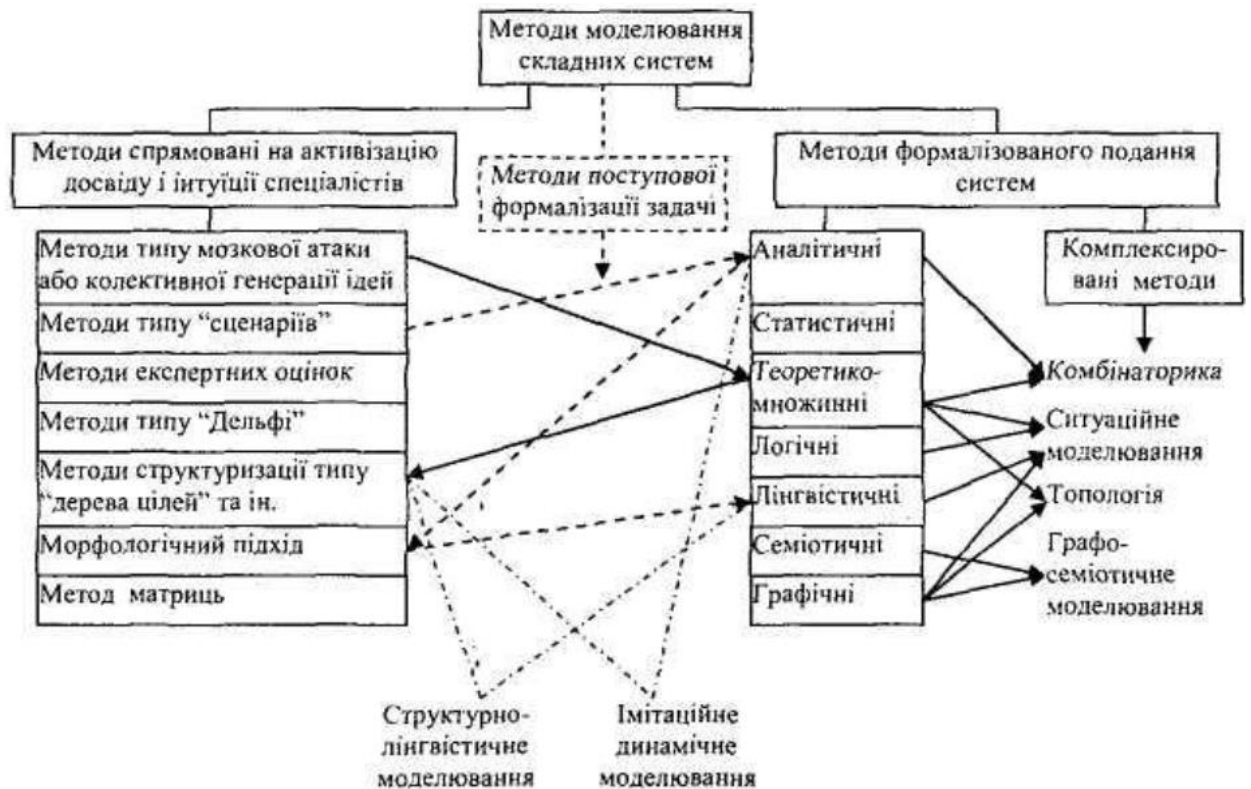 Методи моделювання
складних систем
Методи спрямовані на активізацію
досвіду і інтуїції спеціалістів
Методи поступової
формалізації задачі
Методи формалізованого подання
систем
Методи типу мозкової атаки
або колективної генерації ідей
Методи типу “сценаріїв”
Методи експертних оцінок
Методи типу “Дельфі”
Методи структуризації типу
“дерева цілей” та ін.
Морфологічний підхід
Метод матриць
Аналітичні
Статистичні
Теоретико-
множинні
Логічні
Лінгвістичні
Семіотичні
Графічні
Комплексиро-
вані методи
Комбінаторика
Ситуаційне
моделювання
Топологія
Графо-
семіотичне
моделювання
Структурно-
лінгвістичне
моделювання
Імітаційне
динамічне
моделювання